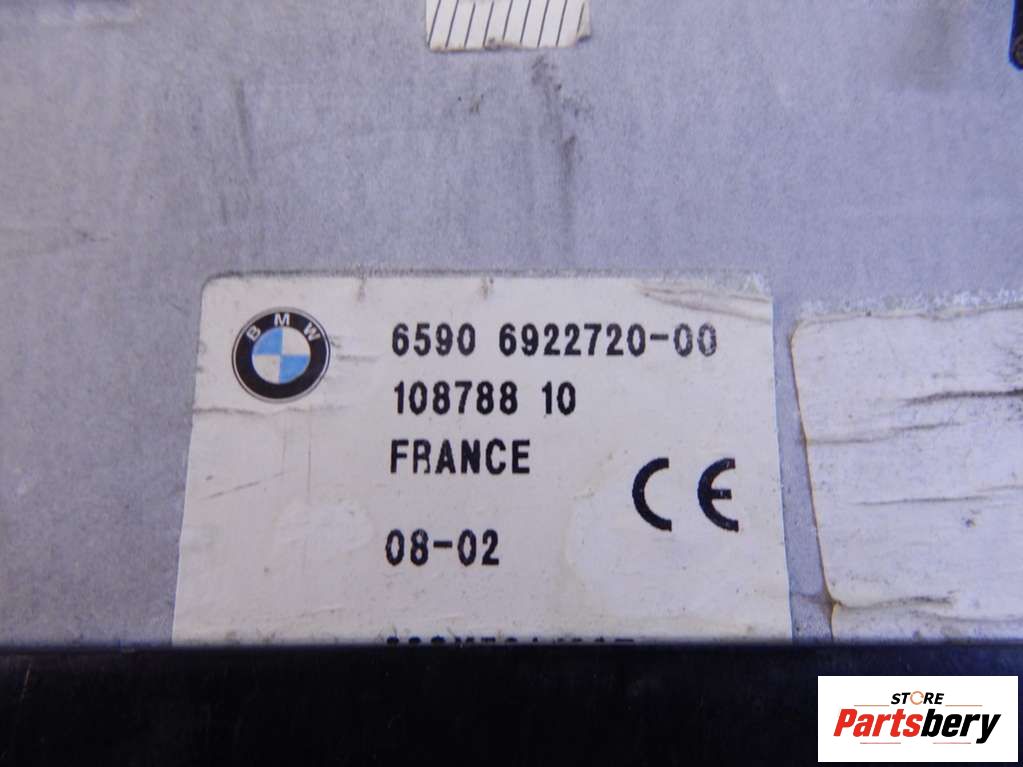 BMW
6590 6922720-00
108788 10
FRANCE
CE
08-02
STORE
Partsbery